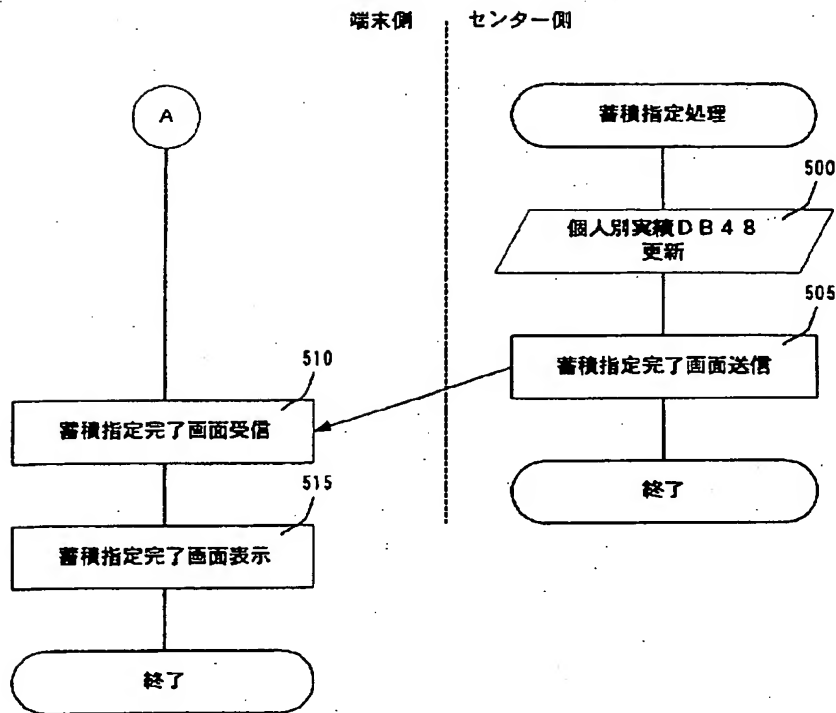 端末側
センター側
A
蓄積指定処理
500
個人別実績DB48
更新
505
蓄積指定完了画面送信
510
蓄積指定完了画面受信
終了
515
蓄積指定完了画面表示
終了